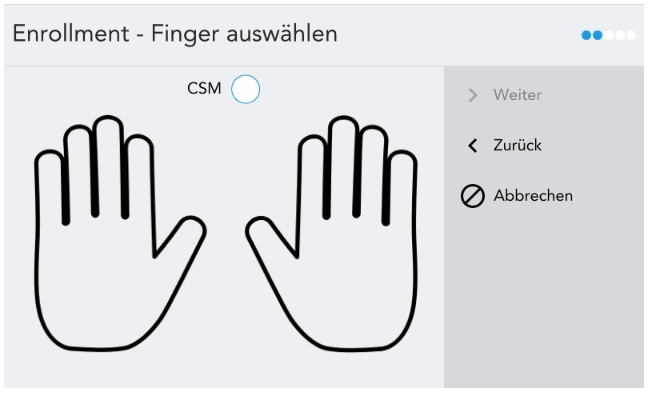 Enrollment - Finger auswählen
CSM
Weiter
Zurück
Abbrechen